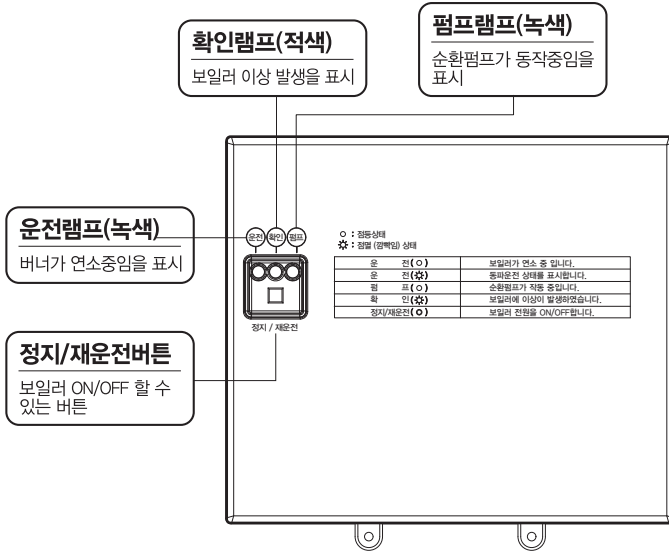 확인램프(적색)
보일러 이상 발생을 표시
펌프램프(녹색)
순환펌프가 동작중임을
표시
운전램프(녹색)
버너가 연소중임을 표시
운전 확인 펌프
○ : 점등상태
: 점멸 (깜빡임) 상태
운 전(○) 보일러가 연소 중 입니다.
운 전( ) 동파운전 상태를 표시합니다.
펌 프(○) 순환펌프가 작동 중입니다.
확 인( ) 보일러에 이상이 발생하였습니다.
정지/재운전( ) 보일러 전원을 ON/OFF합니다.
정지 / 재운전
정지/재운전버튼
보일러 ON/OFF 할 수
있는 버튼